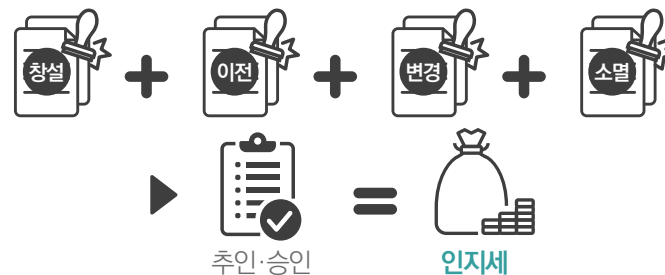 창설 + 이전 + 변경 + 소멸
추인·승인 = 인지세